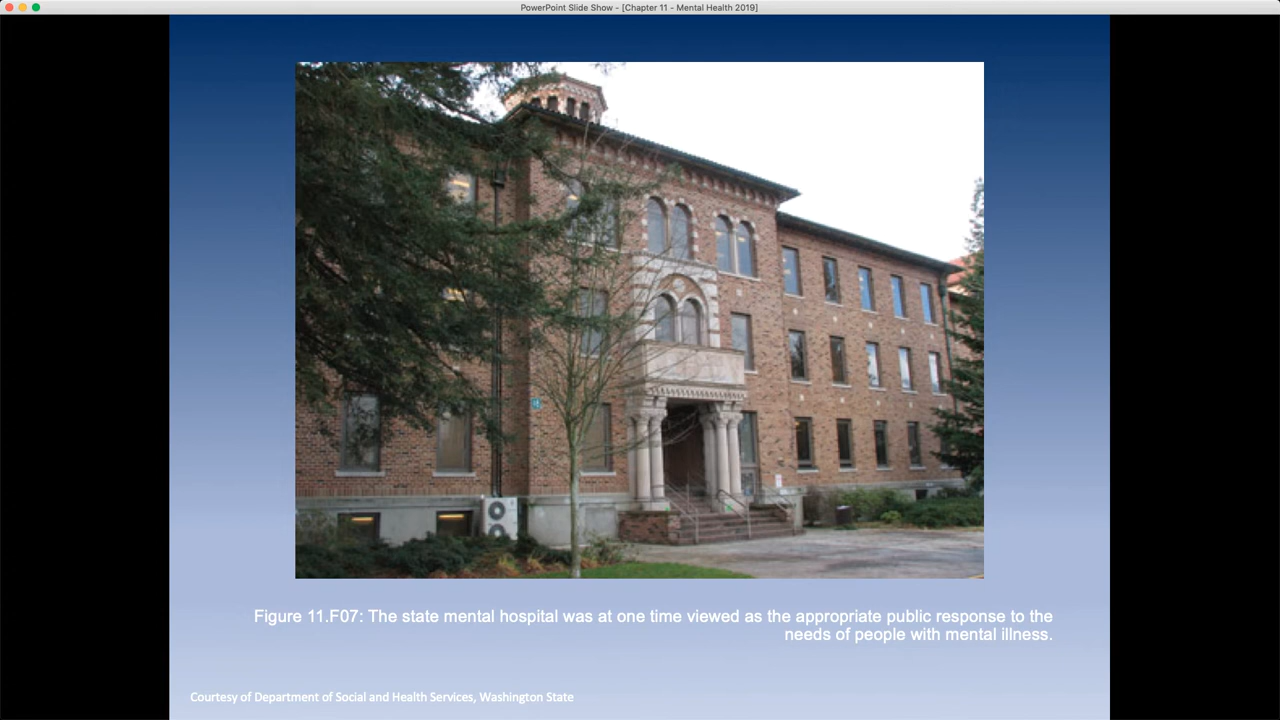 PowerPoint Slide Show - [Chapter 11 - Mental Health 2019]
Figure 11.F07: The state mental hospital was at one time viewed as the appropriate public response to the
needs of people with mental illness.
Courtesy of Department of Social and Health Services, Washington State